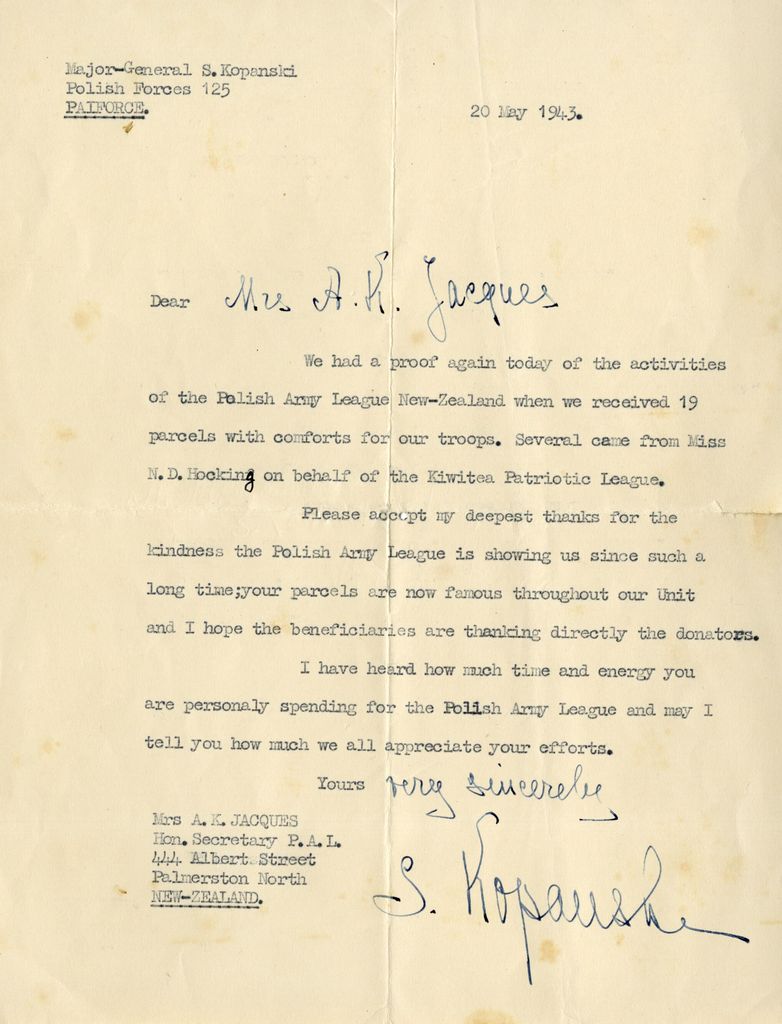 Major-General S. Kopanski
Polish Forces 125
PAIFORCE.
20 May 1943.
Dear Mrs A. K. Jacques
We had a proof again today of the activities
of the Polish Army League New-Zealand when we received 19
parcels with comforts for our troops. Several came from Miss
N.D. Hocking on behalf of the Kiwitea Patriotic League.
Please accept my deepest thanks for the
kindness the Polish Army League is showing us since such a
long time;your parcels are now famous throughout our Unit
and I hope the beneficiaries are thanking directly the donators.
I have heard how much time and energy you
are personaly spending for the Polish Army League and may I
tell you how much we all appreciate your efforts.
Yours very sincerely
Mrs A. K. JACQUES
Hon. Secretary P.A.L.
444 Albert Street
Palmerston North
NEW-ZEALAND.
S. Kopanski